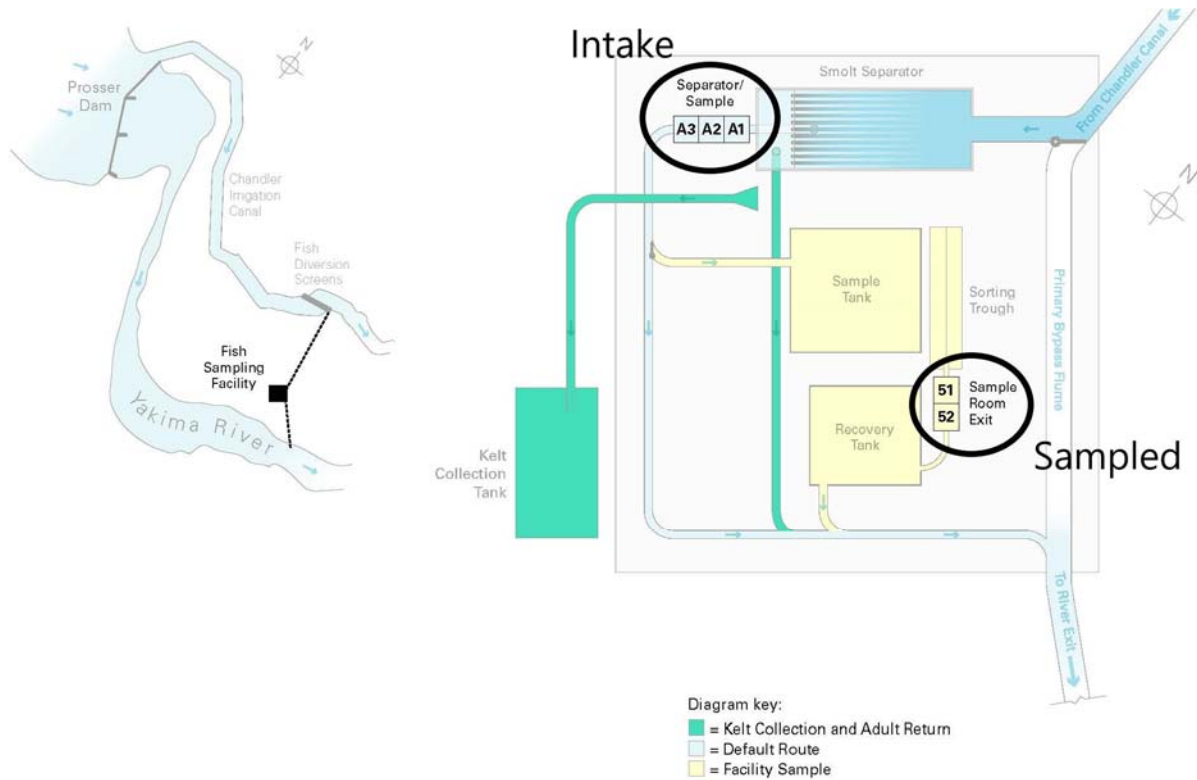 Intake
N
Prosser
Dam
Chandler
Irrigation
Canal
Fish
Diversion
Screens
Fish
Sampling
Facility
Yakima River
Smolt Separator
Separator/
Sample
A3 A2 A1
From Chandler Canal
N
Sample
Tank
Sorting
Trough
Primary Bypass Flume
51
52
Sample
Room
Exit
Recovery
Tank
Sampled
Kelt
Collection
Tank
To River Exit
Diagram key:
= Kelt Collection and Adult Return
= Default Route
= Facility Sample